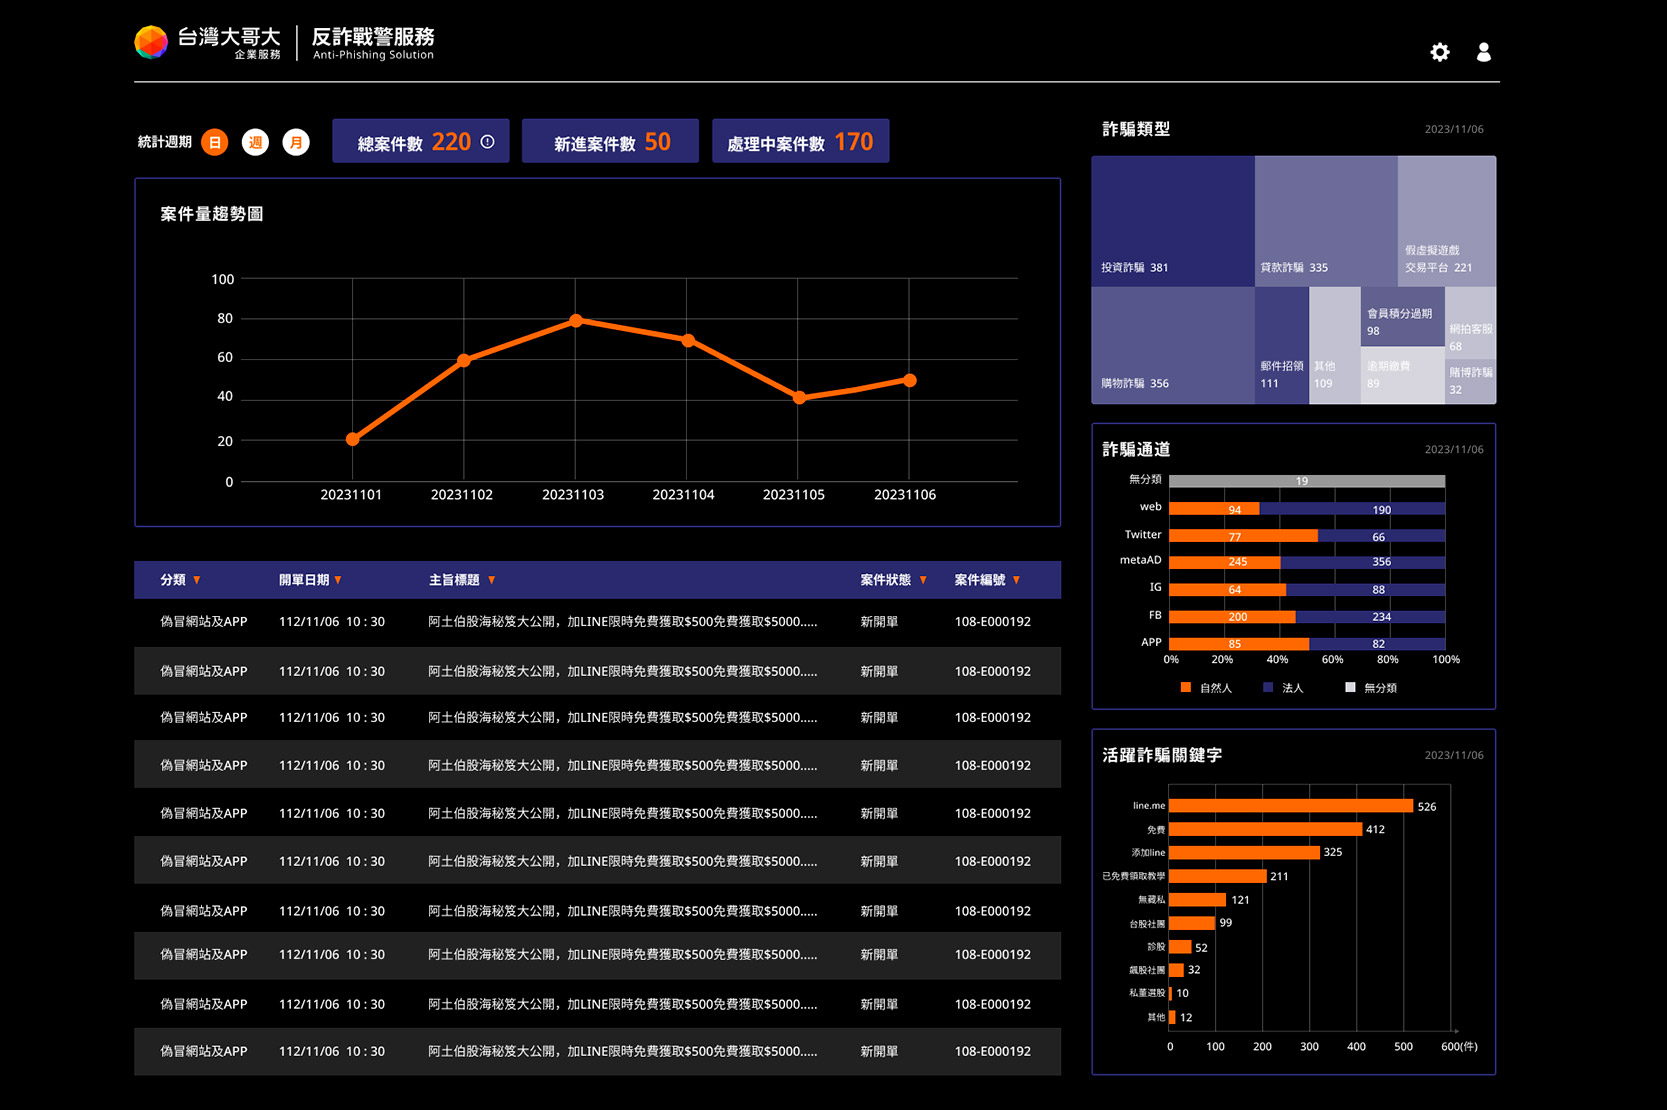 台灣大哥大
企業服務
反詐戰警服務
Anti-Phishing Solution
統計週期 日 週 月
總案件數 220
新進案件數 50
處理中案件數 170
案件量趨勢圖
100
80
60
40
20
0
20231101 20231102 20231103 20231104 20231105 20231106
分類 開單日期 主旨標題 案件狀態 案件編號
偽冒網站及APP 112/11/06 10 : 30 阿土伯股海秘笈大公開，加LINE限時免費獲取$500免費獲取$5000..... 新開單 108-E000192
偽冒網站及APP 112/11/06 10 : 30 阿土伯股海秘笈大公開，加LINE限時免費獲取$500免費獲取$5000..... 新開單 108-E000192
偽冒網站及APP 112/11/06 10 : 30 阿土伯股海秘笈大公開，加LINE限時免費獲取$500免費獲取$5000..... 新開單 108-E000192
偽冒網站及APP 112/11/06 10 : 30 阿土伯股海秘笈大公開，加LINE限時免費獲取$500免費獲取$5000..... 新開單 108-E000192
偽冒網站及APP 112/11/06 10 : 30 阿土伯股海秘笈大公開，加LINE限時免費獲取$500免費獲取$5000..... 新開單 108-E000192
偽冒網站及APP 112/11/06 10 : 30 阿土伯股海秘笈大公開，加LINE限時免費獲取$500免費獲取$5000..... 新開單 108-E000192
偽冒網站及APP 112/11/06 10 : 30 阿土伯股海秘笈大公開，加LINE限時免費獲取$500免費獲取$5000..... 新開單 108-E000192
偽冒網站及APP 112/11/06 10 : 30 阿土伯股海秘笈大公開，加LINE限時免費獲取$500免費獲取$5000..... 新開單 108-E000192
偽冒網站及APP 112/11/06 10 : 30 阿土伯股海秘笈大公開，加LINE限時免費獲取$500免費獲取$5000..... 新開單 108-E000192
偽冒網站及APP 112/11/06 10 : 30 阿土伯股海秘笈大公開，加LINE限時免費獲取$500免費獲取$5000..... 新開單 108-E000192
詐騙類型 2023/11/06
投資詐騙 381
貸款詐騙 335
假虛擬遊戲
交易平台 221
購物詐騙 356
郵件招領
111
其他
109
會員積分過期
98
逾期繳費
89
網拍客服
68
賭博詐騙
32
詐騙通道 2023/11/06
無分類 19
web 94 190
Twitter 77 66
metaAD 245 356
IG 64 88
FB 200 234
APP 85 82
0% 20% 40% 60% 80% 100%
自然人 法人 無分類
活躍詐騙關鍵字 2023/11/06
line.me 526
免費 412
添加line 325
已免費領取教學 211
無藏私 121
台股社團 99
診股 52
飆股社團 32
私董選股 10
其他 12
0 100 200 300 400 500 600(件)